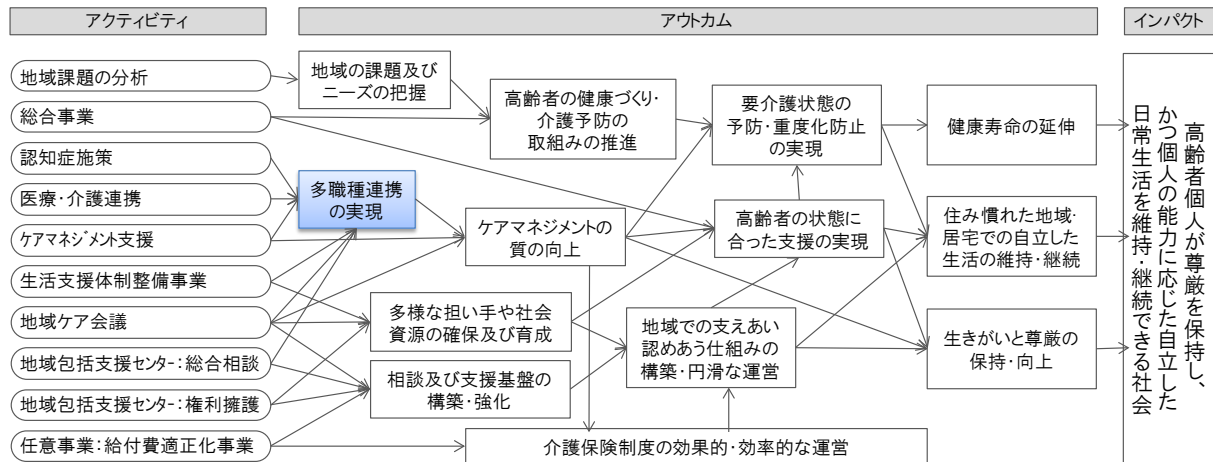 アクティビティ
アウトカム
インパクト
地域課題の分析
総合事業
認知症施策
医療・介護連携
ケアマネジメント支援
生活支援体制整備事業
地域ケア会議
地域包括支援センター：総合相談
地域包括支援センター：権利擁護
任意事業：給付費適正化事業
地域の課題及び
ニーズの把握
多職種連携
の実現
高齢者の健康づくり・
介護予防の
取組みの推進
ケアマネジメントの
質の向上
多様な担い手や社会
資源の確保及び育成
相談及び支援基盤の
構築・強化
介護保険制度の効果的・効率的な運営
要介護状態の
予防・重度化防止
の実現
高齢者の状態に
合った支援の実現
地域での支えあい
認めあう仕組みの
構築・円滑な運営
健康寿命の延伸
住み慣れた地域・
居宅での自立した
生活の維持・継続
生きがいと尊厳の
保持・向上
高齢者個人が尊厳を保持し、
かつ個人の能力に応じた自立した
日常生活を維持・継続できる社会